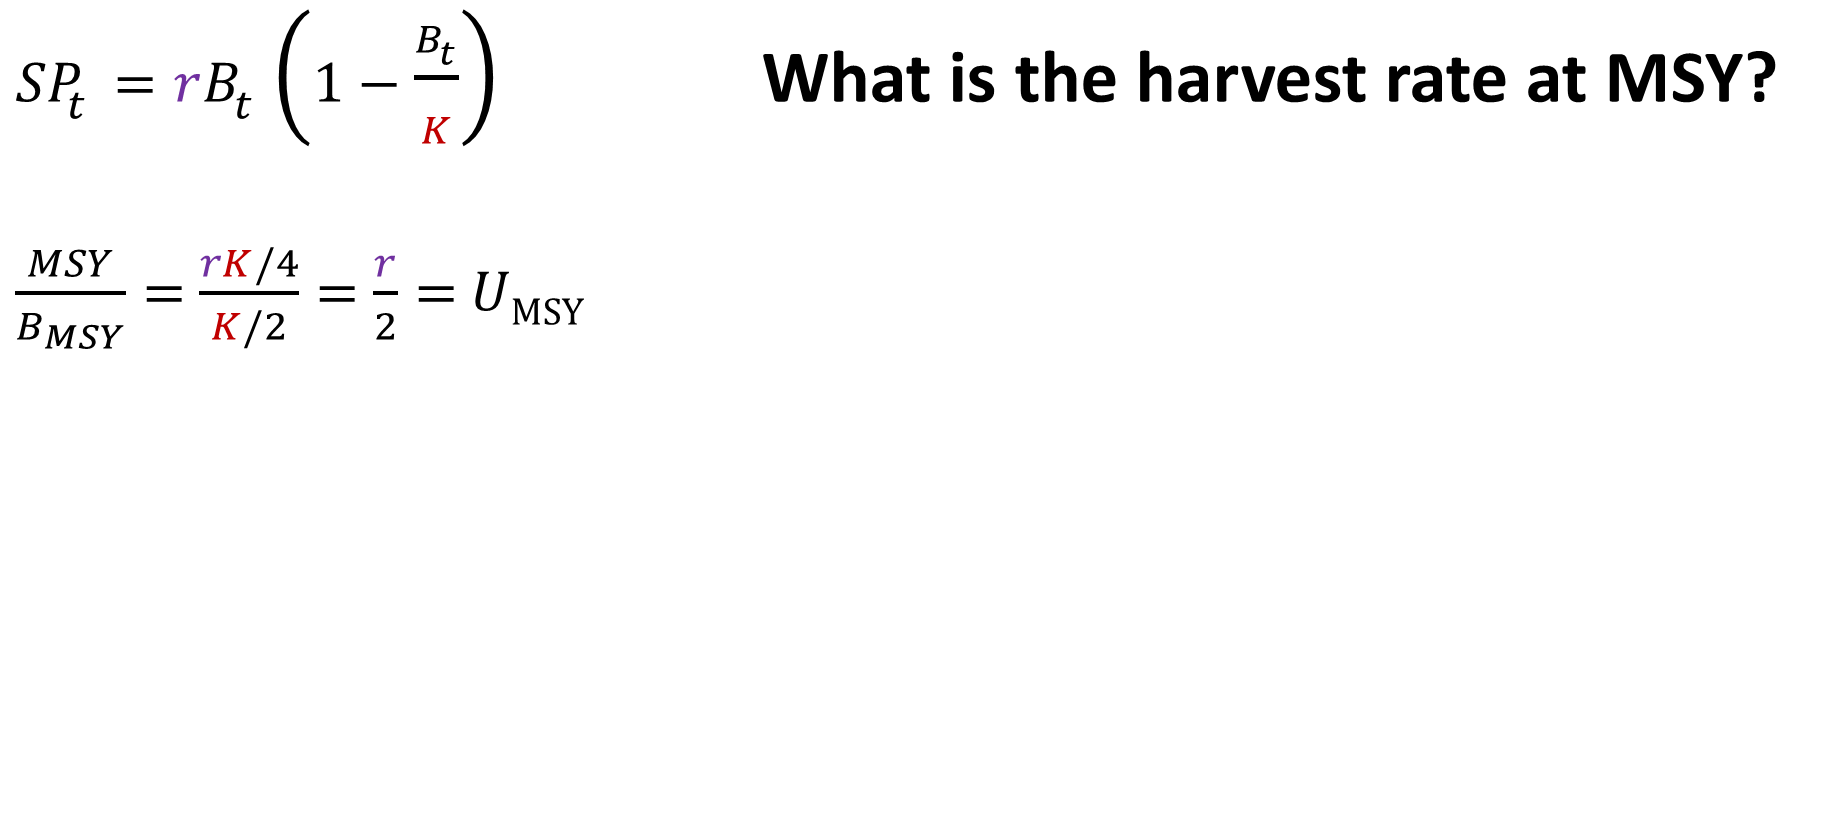 SP_t = rB_t (1 − B_t/K)
What is the harvest rate at MSY?
MSY/B_MSY = (rK/4)/(K/2) = r/2 = U_MSY